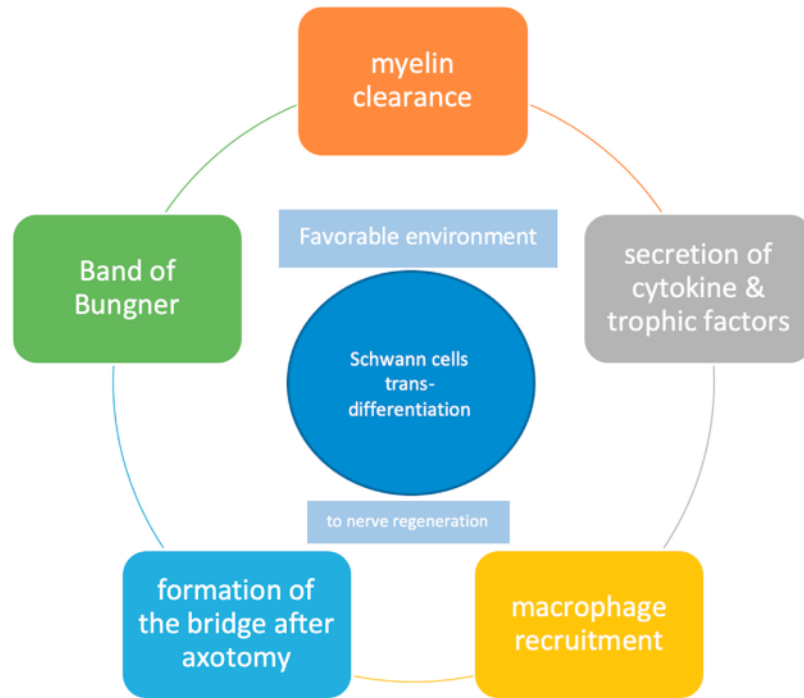 myelin
clearance
Favorable environment
secretion of
cytokine &
trophic factors
Band of
Bungner
Schwann cells
trans-
differentiation
to nerve regeneration
formation of
the bridge after
axotomy
macrophage
recruitment